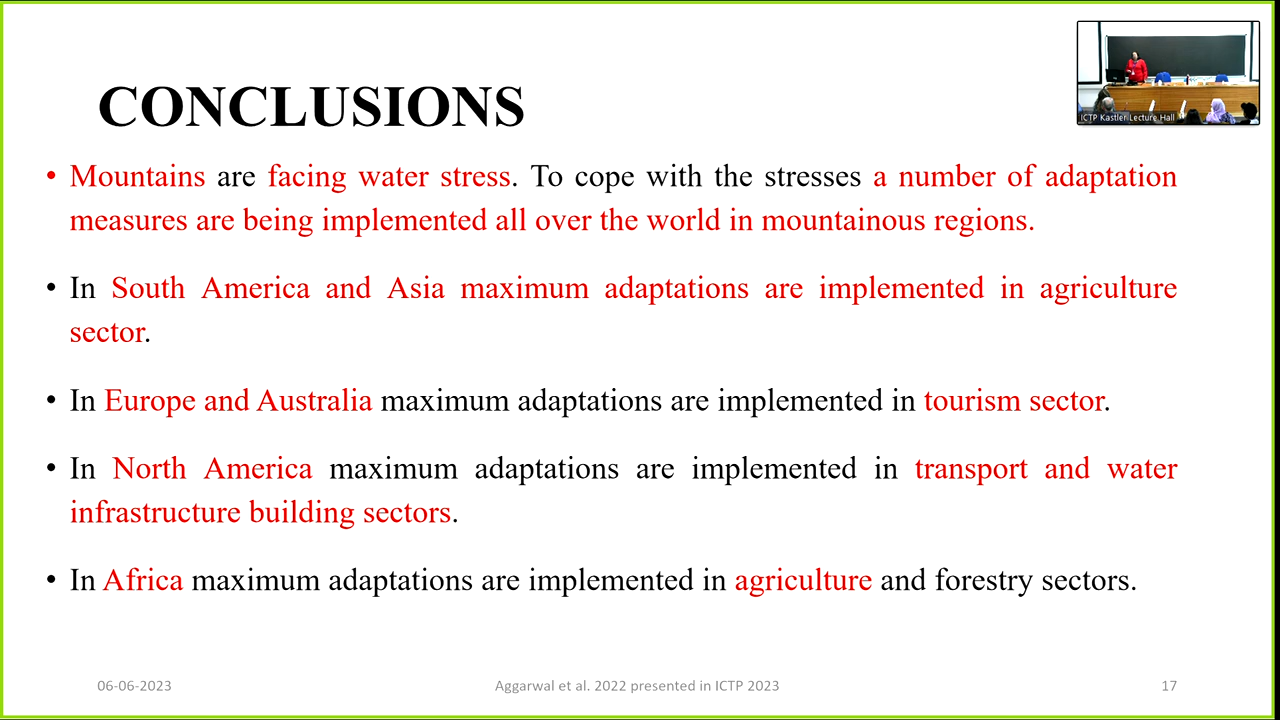 CONCLUSIONS
ICTP Kastler Lecture Hall
• Mountains are facing water stress. To cope with the stresses a number of adaptation
measures are being implemented all over the world in mountainous regions.
• In South America and Asia maximum adaptations are implemented in agriculture
sector.
• In Europe and Australia maximum adaptations are implemented in tourism sector.
• In North America maximum adaptations are implemented in transport and water
infrastructure building sectors.
• In Africa maximum adaptations are implemented in agriculture and forestry sectors.
06-06-2023
Aggarwal et al. 2022 presented in ICTP 2023
17